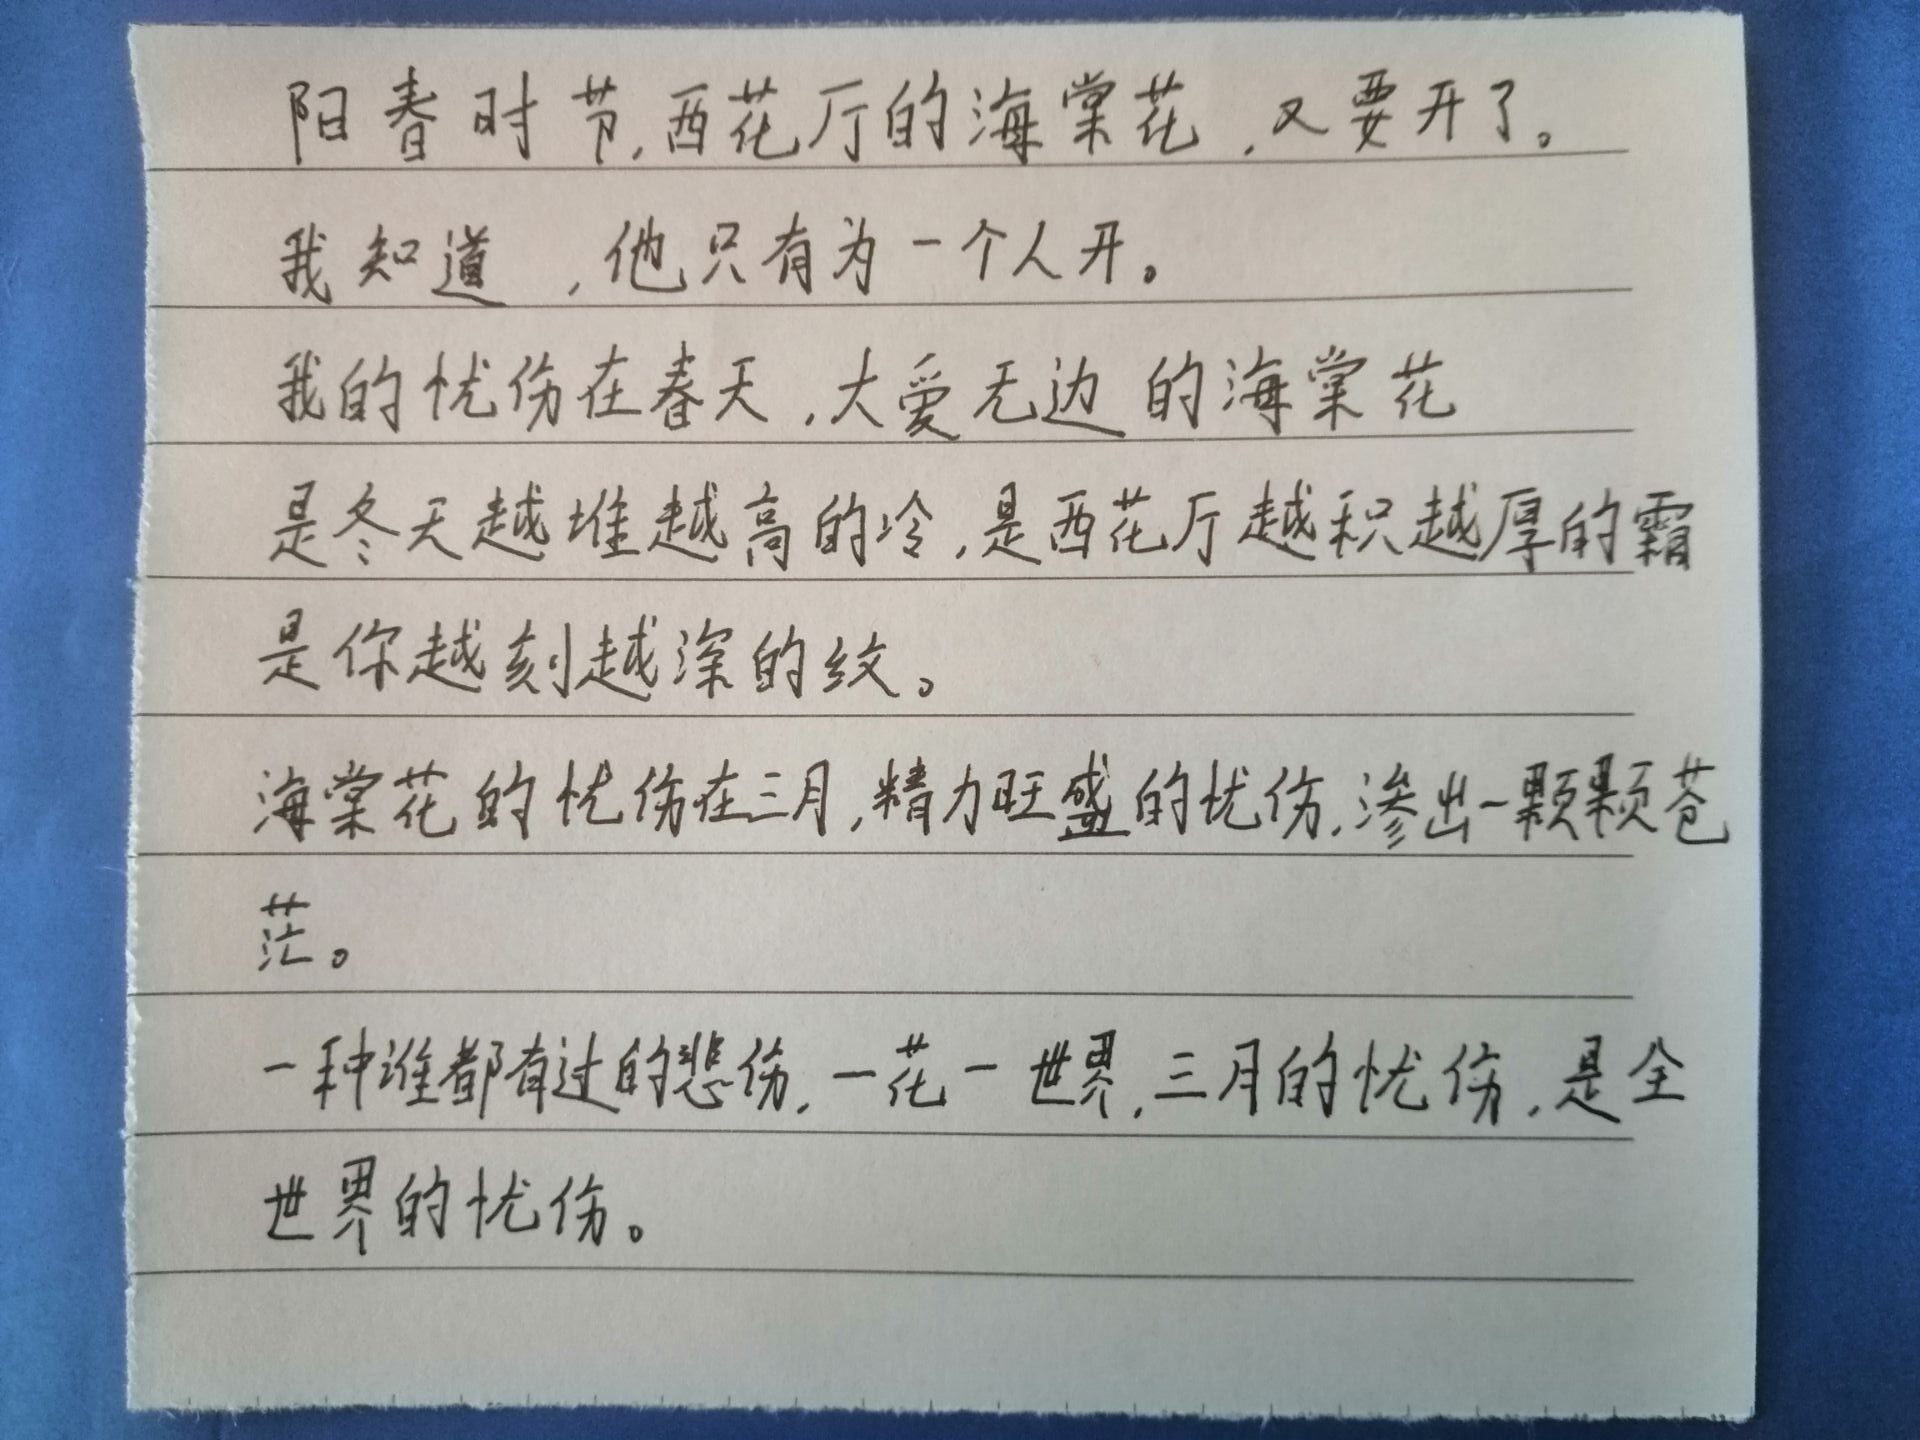 阳春时节,西花厅的海棠花,又要开了。
我知道,他只有为一个人开。
我的忧伤在春天,大爱无边的海棠花
是冬天越堆越高的冷,是西花厅越积越厚的霜
是你越刻越深的纹。
海棠花的忧伤在三月,精力旺盛的忧伤,渗出一颗颗苍
茫。
一种谁都有过的悲伤,一花一世界,三月的忧伤,是全
世界的忧伤。